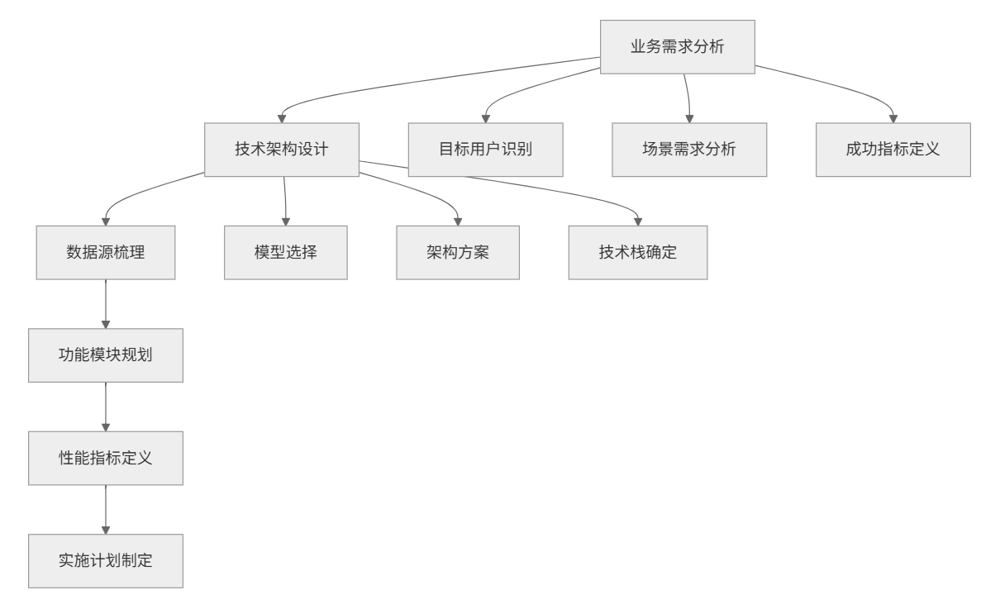 业务需求分析
技术架构设计
目标用户识别
场景需求分析
成功指标定义
数据源梳理
模型选择
架构方案
技术栈确定
功能模块规划
性能指标定义
实施计划制定